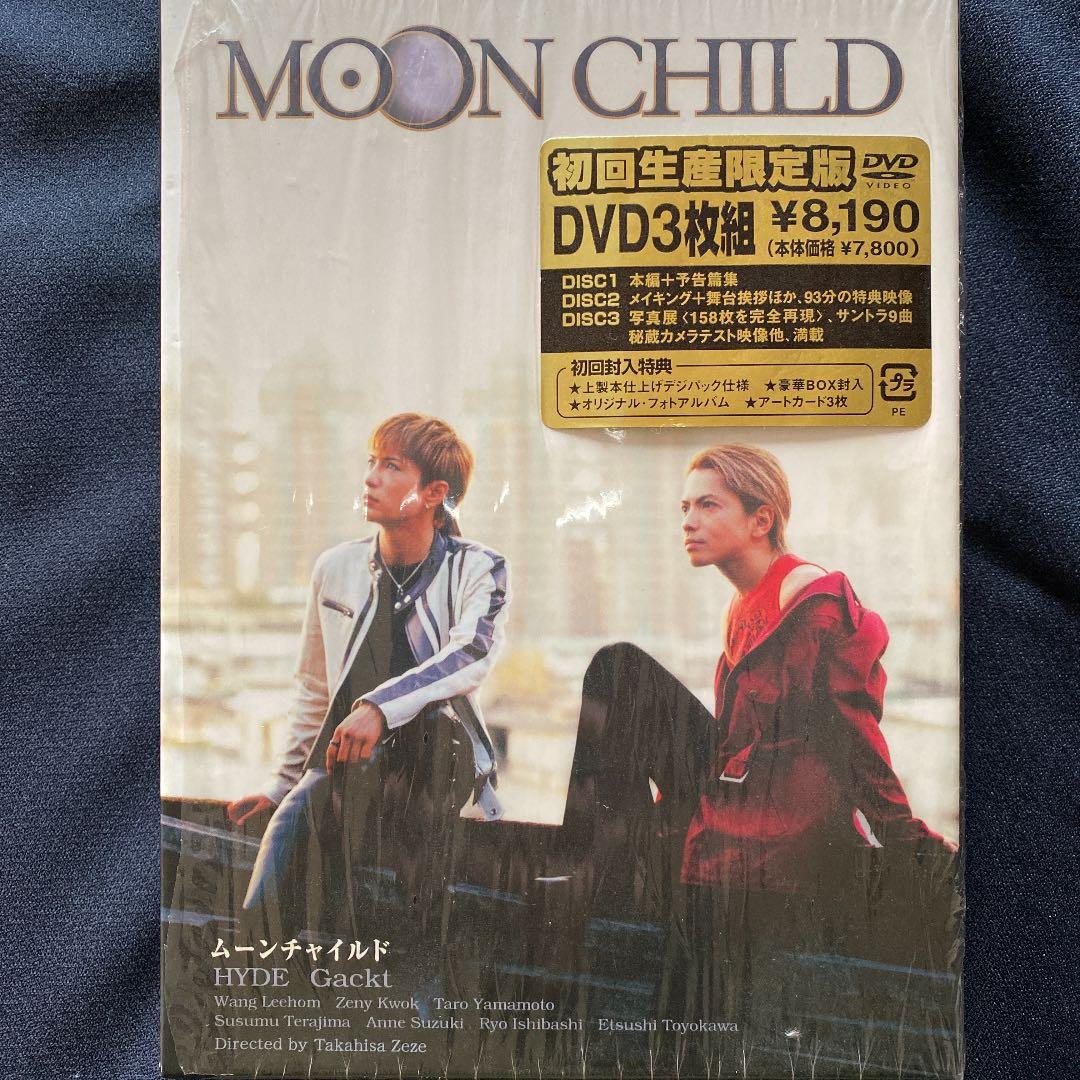 MOON CHILD
初回生産限定版 DVD VIDEO
DVD3枚組 ¥8,190
(本体価格 ¥7,800)
DISC1 本編+予告篇集
DISC2 メイキング+舞台挨拶ほか、93分の特典映像
DISC3 写真展〈158枚を完全再現〉、サントラ9曲
秘蔵カメラテスト映像他、満載
初回封入特典
★上製本仕上げデジパック仕様 ★豪華BOX封入
★オリジナル・フォトアルバム ★アートカード3枚
プラ
PE
ムーンチャイルド
HYDE Gackt
Wang Leehom Zeny Kwok Taro Yamamoto
Susumu Terajima Anne Suzuki Ryo Ishibashi Etsushi Toyokawa
Directed by Takahisa Zeze